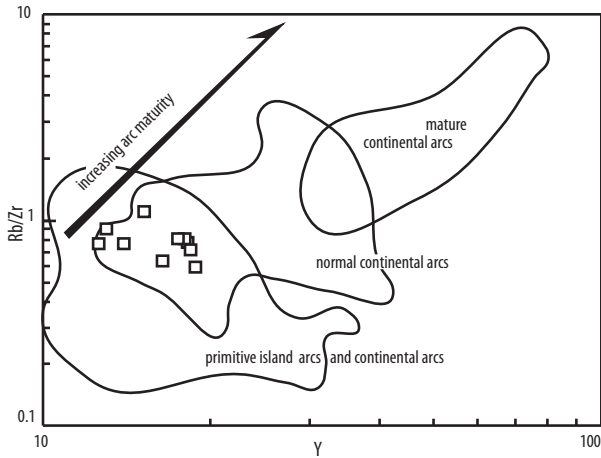 10
increasing arc maturity
mature
continental arcs
Rb/Zr
1
normal continental arcs
primitive island arcs and continental arcs
0.1
10
100
Y